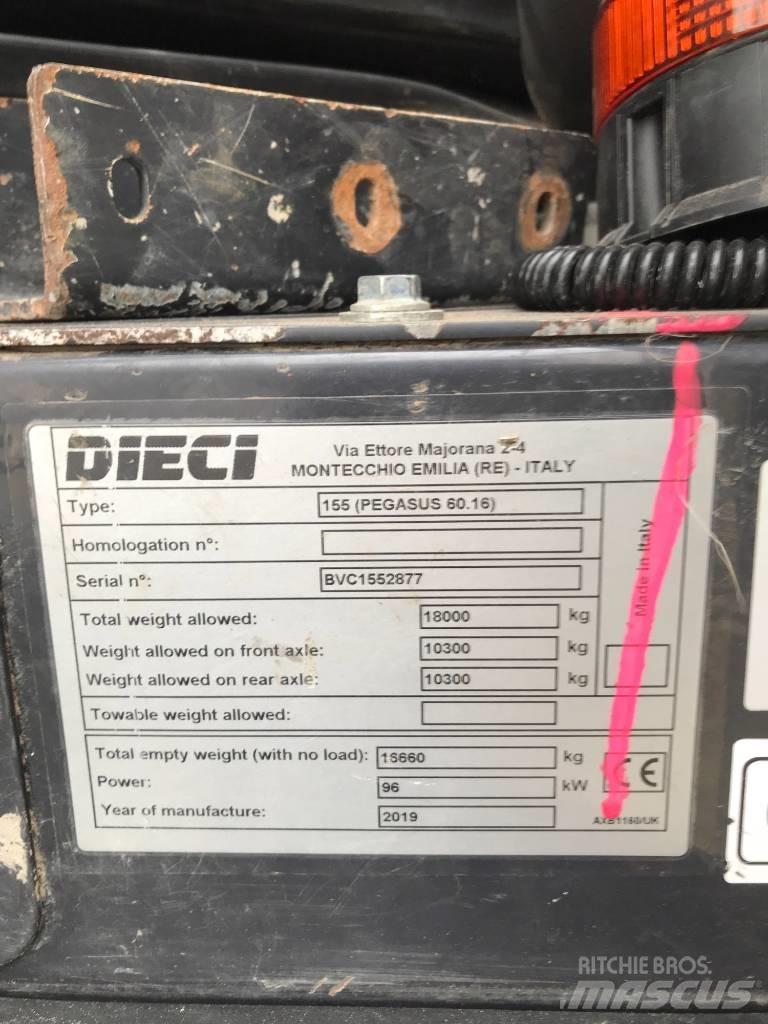 DIECI
Via Ettore Majorana 2-4
MONTECCHIO EMILIA (RE) - ITALY
Type: 155 (PEGASUS 60.16)
Homologation n°:
Serial n°: BVC1552877
Made in Italy
Total weight allowed: 18000 kg
Weight allowed on front axle: 10300 kg
Weight allowed on rear axle: 10300 kg
Towable weight allowed:
Total empty weight (with no load): 16660 kg
Power: 96 kW
CE
Year of manufacture: 2019
AXB1160/UK
RITCHIE BROS.
MASCUS